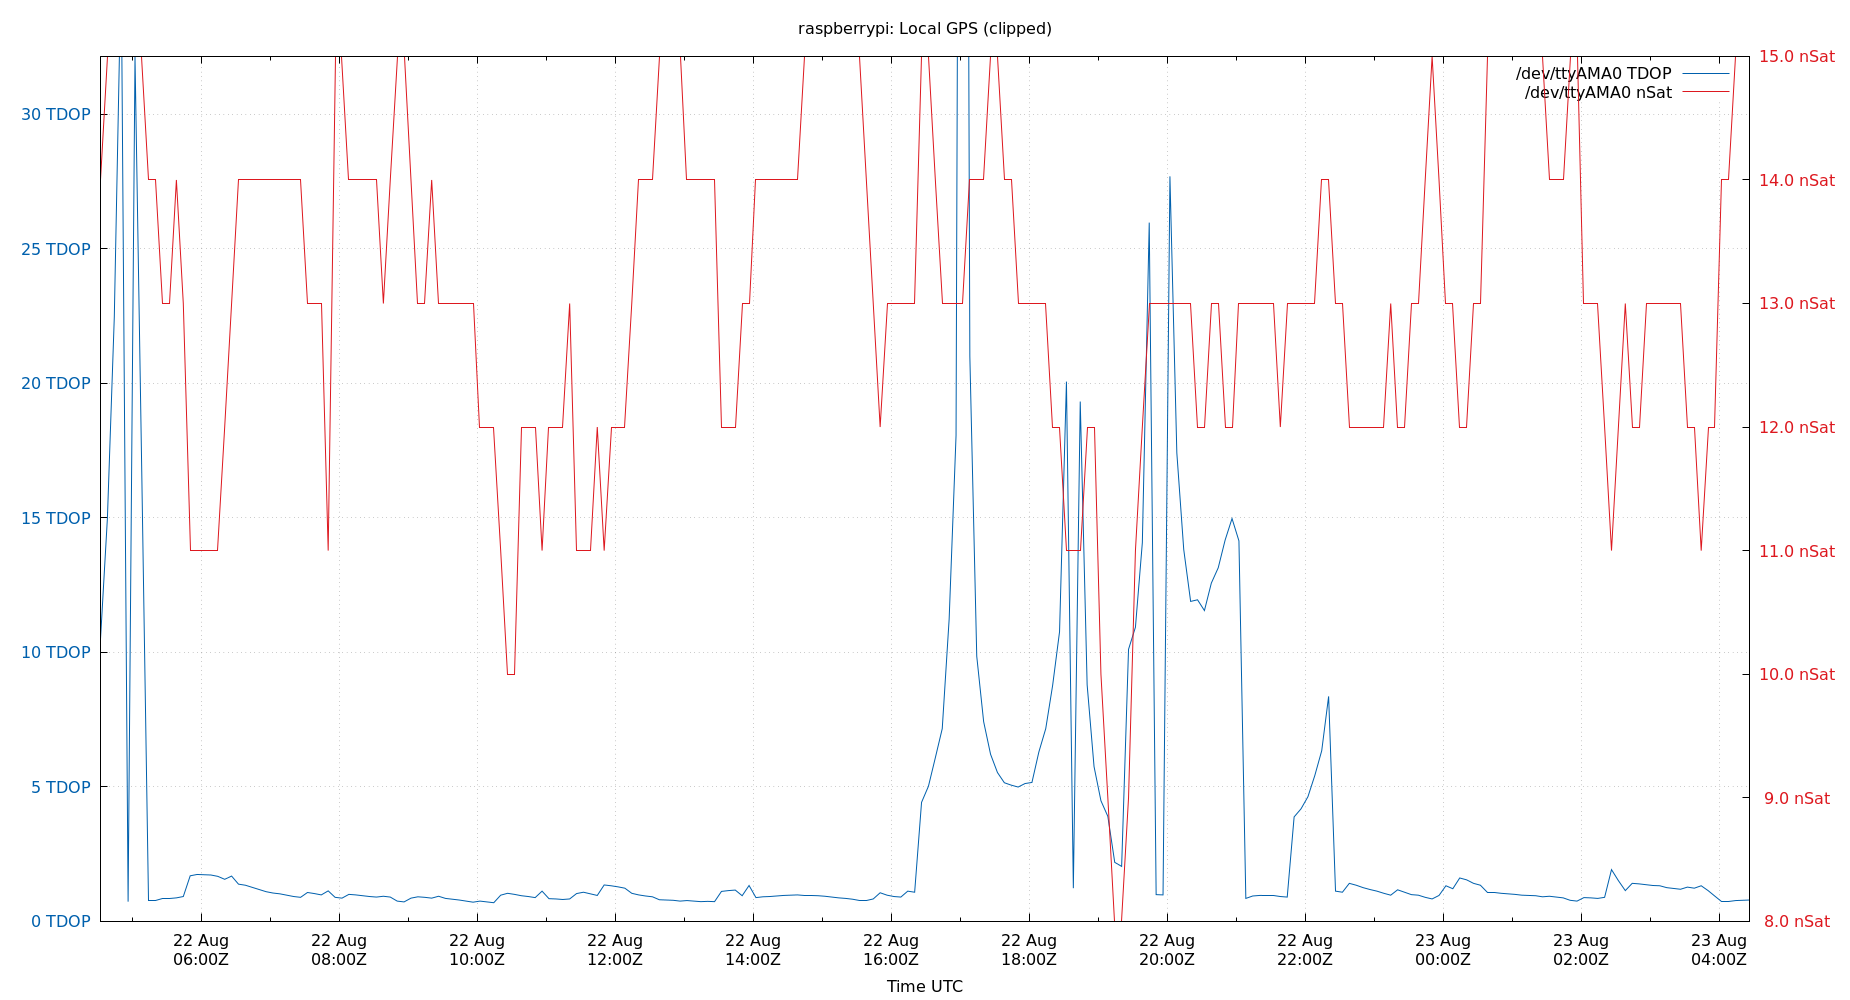 raspberrypi: Local GPS (clipped)
/dev/ttyAMA0 TDOP
/dev/ttyAMA0 nSat
30 TDOP
25 TDOP
20 TDOP
15 TDOP
10 TDOP
5 TDOP
0 TDOP
15.0 nSat
14.0 nSat
13.0 nSat
12.0 nSat
11.0 nSat
10.0 nSat
9.0 nSat
8.0 nSat
22 Aug
06:00Z
22 Aug
08:00Z
22 Aug
10:00Z
22 Aug
12:00Z
22 Aug
14:00Z
22 Aug
16:00Z
22 Aug
18:00Z
22 Aug
20:00Z
22 Aug
22:00Z
23 Aug
00:00Z
23 Aug
02:00Z
23 Aug
04:00Z
Time UTC